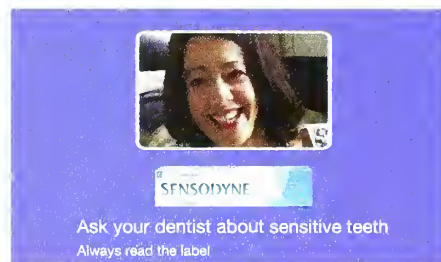 SENSODYNE
Ask your dentist about sensitive teeth
Always read the label